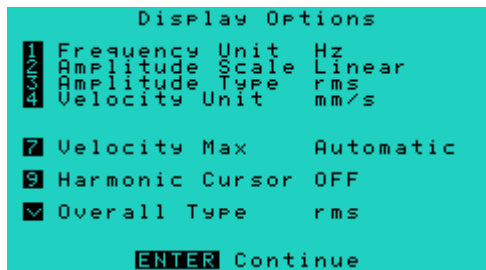 Display Options
1 Frequency Unit Hz
2 Amplitude Scale Linear
3 Amplitude Type rms
4 Velocity Unit mm/s
7 Velocity Max Automatic
9 Harmonic Cursor OFF
Overall Type rms
ENTER Continue